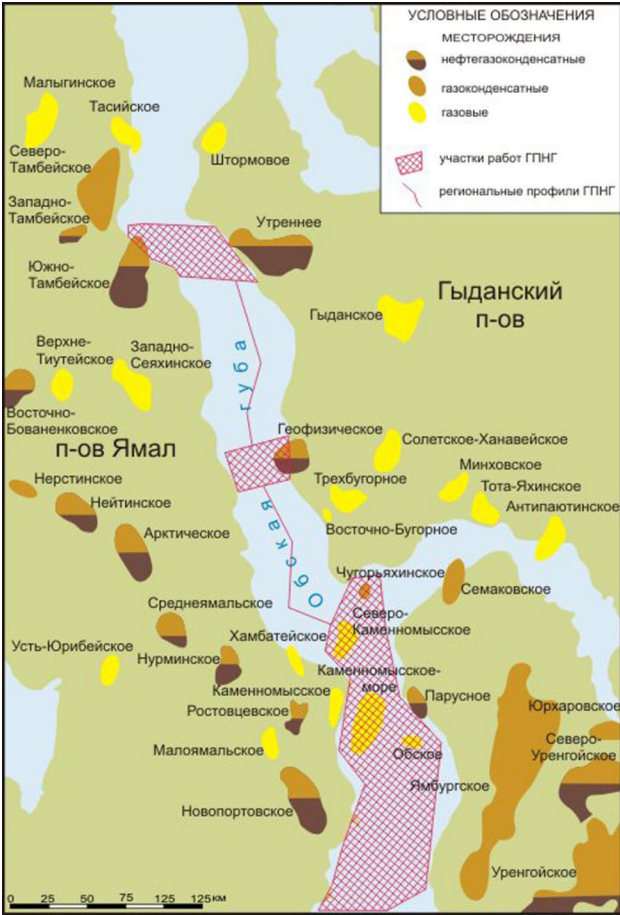 УСЛОВНЫЕ ОБОЗНАЧЕНИЯ
МЕСТОРОЖДЕНИЯ
нефтегазоконденсатные
газоконденсатные
газовые
участки работ ГПНГ
региональные профили ГПНГ
Малыгинское
Тасийское
Северо-
Тамбейское
Штормовое
Западно-
Тамбейское
Утреннее
Южно-
Тамбейское
Гыданский
п-ов
Гыданское
Верхне-
Тиутейское
Западно-
Сеяхинское
Восточно-
Бованенковское
Обская губа
п-ов Ямал
Геофизическое
Солетское-Ханавейское
Нерстинское
Трехбугорное
Минховское
Нейтинское
Тота-Яхинское
Антипаютинское
Арктическое
Восточно-Бугорное
Чугорьяхинское
Семаковское
Среднеямальское
Северо-
Каменномысское
Усть-Юрибейское
Хамбатейское
Нурминское
Каменномысское-
море
Каменномысское
Парусное
Юрхаровское
Ростовцевское
Северо-
Уренгойское
Малоямальское
Обское
Ямбургское
Новопортовское
Уренгойское
0 25 50 75 100 125 км